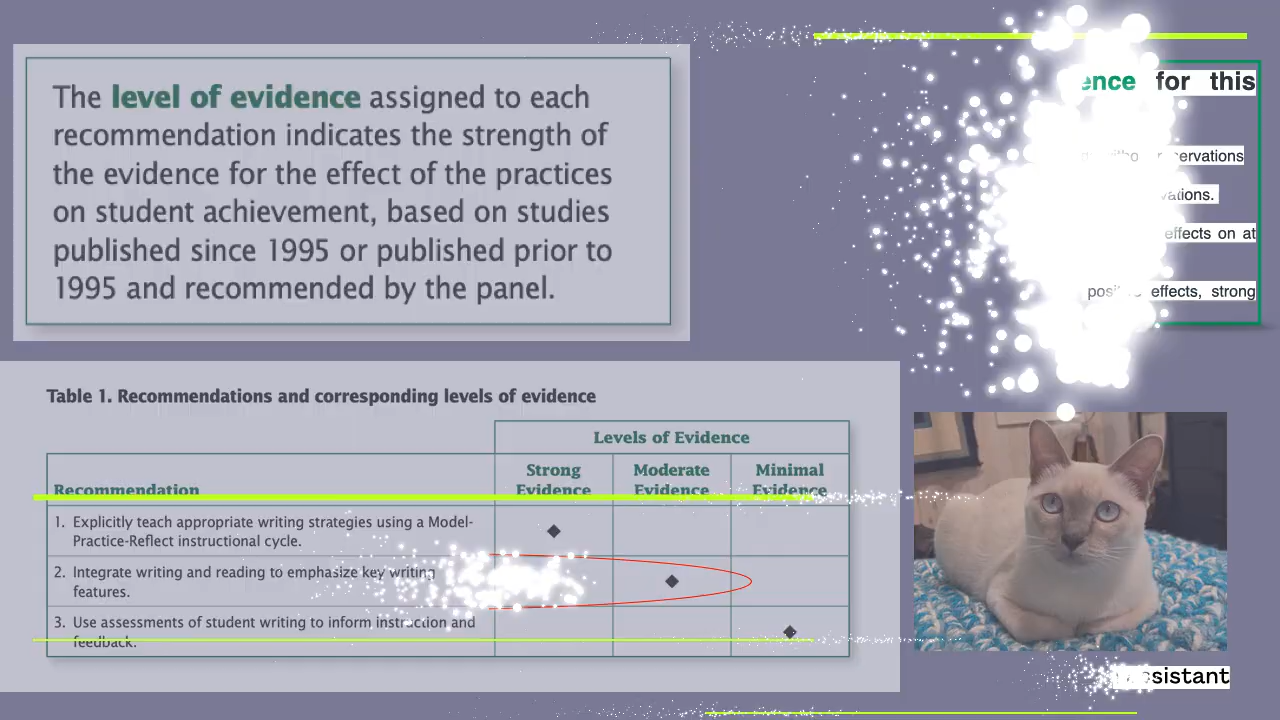 The level of evidence assigned to each
recommendation indicates the strength of
the evidence for the effect of the practices
on student achievement, based on studies
published since 1995 or published prior to
1995 and recommended by the panel.
for this
effects on at
effects, strong
Table 1. Recommendations and corresponding levels of evidence
Levels of Evidence
Recommendation
Strong Evidence
Moderate Evidence
Minimal Evidence
1. Explicitly teach appropriate writing strategies using a Model-
Practice-Reflect instructional cycle.
2. Integrate writing and reading to emphasize key writing
features.
3. Use assessments of student writing to inform instruction and
feedback.